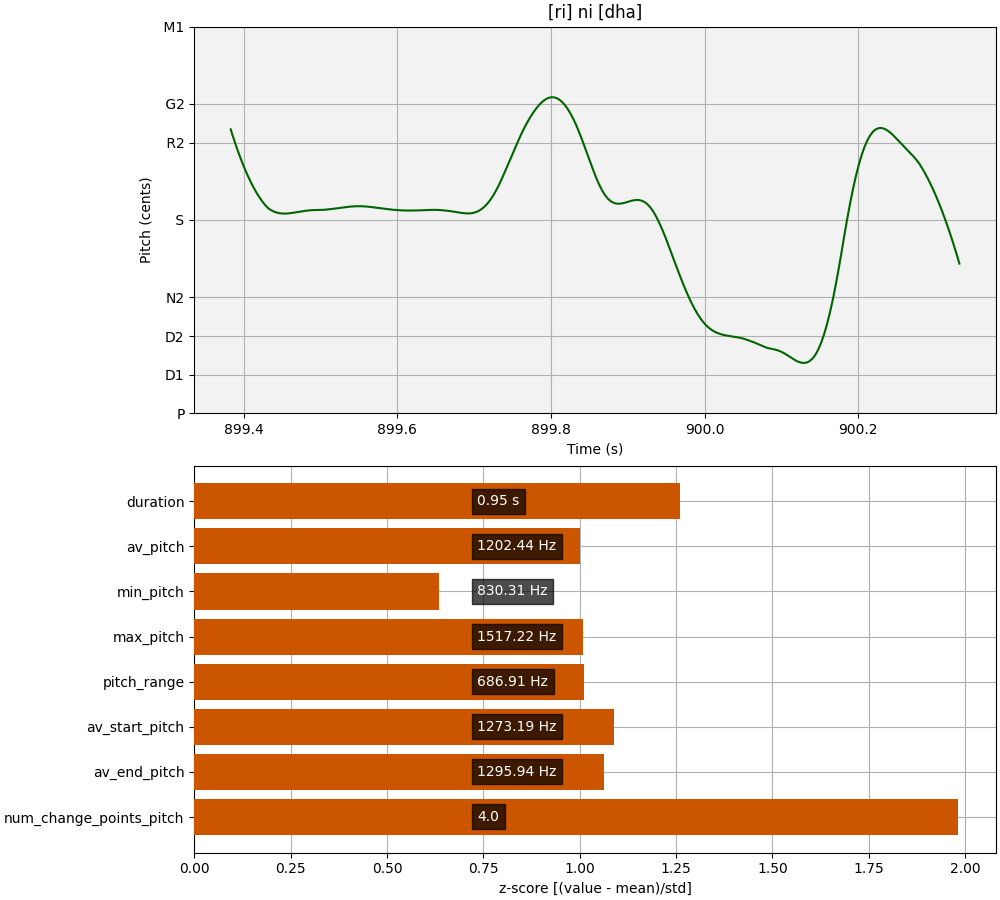 [ri] ni [dha]
M1
G2
R2
S
N2
D2
D1
P
Pitch (cents)
899.4 899.6 899.8 900.0 900.2
Time (s)
duration 0.95 s
av_pitch 1202.44 Hz
min_pitch 830.31 Hz
max_pitch 1517.22 Hz
pitch_range 686.91 Hz
av_start_pitch 1273.19 Hz
av_end_pitch 1295.94 Hz
num_change_points_pitch 4.0
0.00 0.25 0.50 0.75 1.00 1.25 1.50 1.75 2.00
z-score [(value - mean)/std]